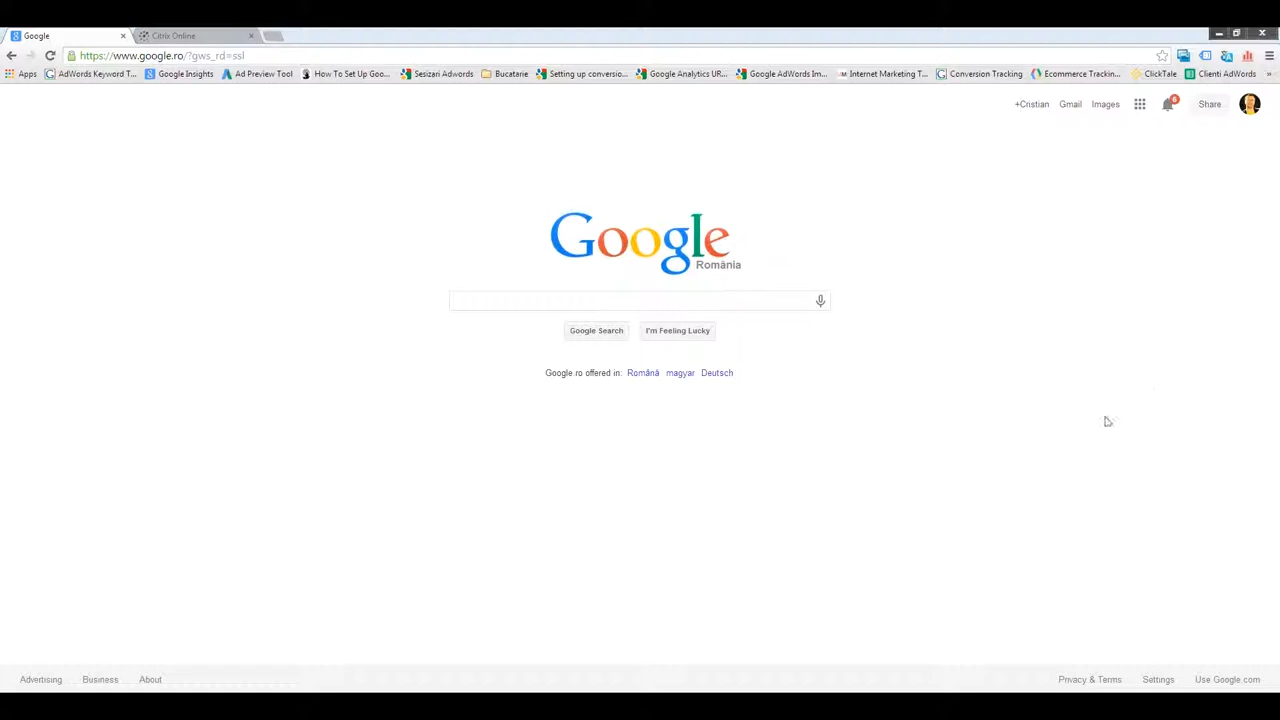 Google
Citrix Online
https://www.google.ro/?gws_rd=ssl
Apps AdWords Keyword T... Google Insights Ad Preview Tool How To Set Up Goo... Sesizari Adwords Bucatarie Setting up conversio... Google Analytics UR... Google AdWords Im... Internet Marketing T... Conversion Tracking Ecommerce Trackin... ClickTale Clienti AdWords »
+Cristian Gmail Images 6 Share
Google
România
Google Search I'm Feeling Lucky
Google.ro offered in: Română magyar Deutsch
Advertising Business About Privacy & Terms Settings Use Google.com